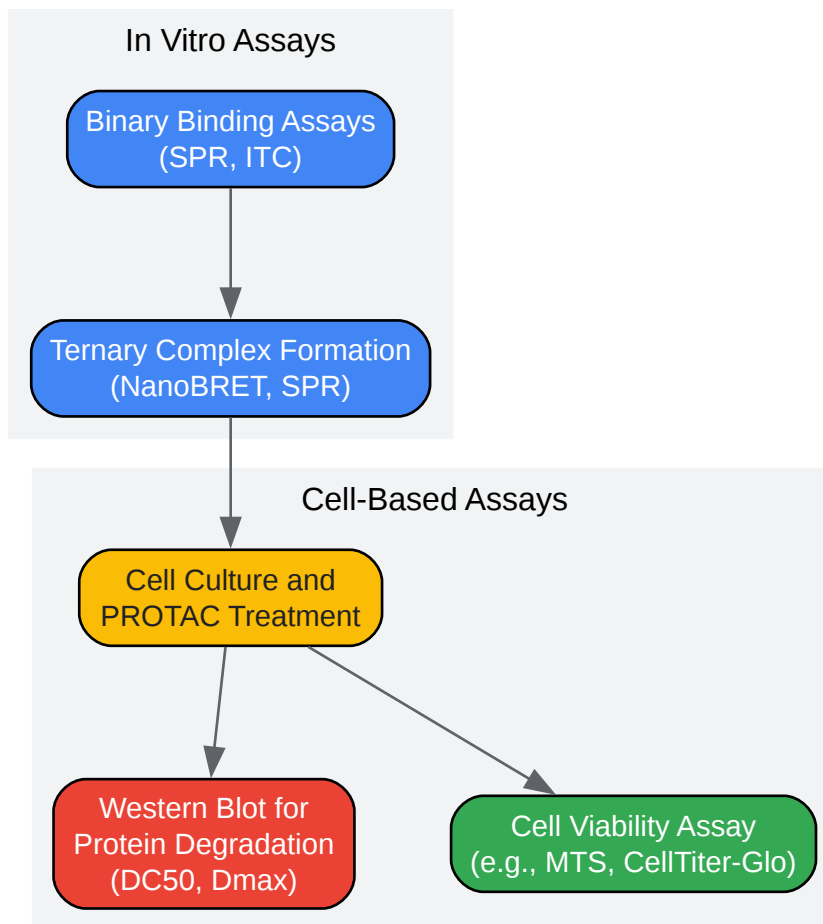 In Vitro Assays
Binary Binding Assays
(SPR, ITC)
Ternary Complex Formation
(NanoBRET, SPR)
Cell-Based Assays
Cell Culture and
PROTAC Treatment
Western Blot for
Protein Degradation
(DC50, Dmax)
Cell Viability Assay
(e.g., MTS, CellTiter-Glo)